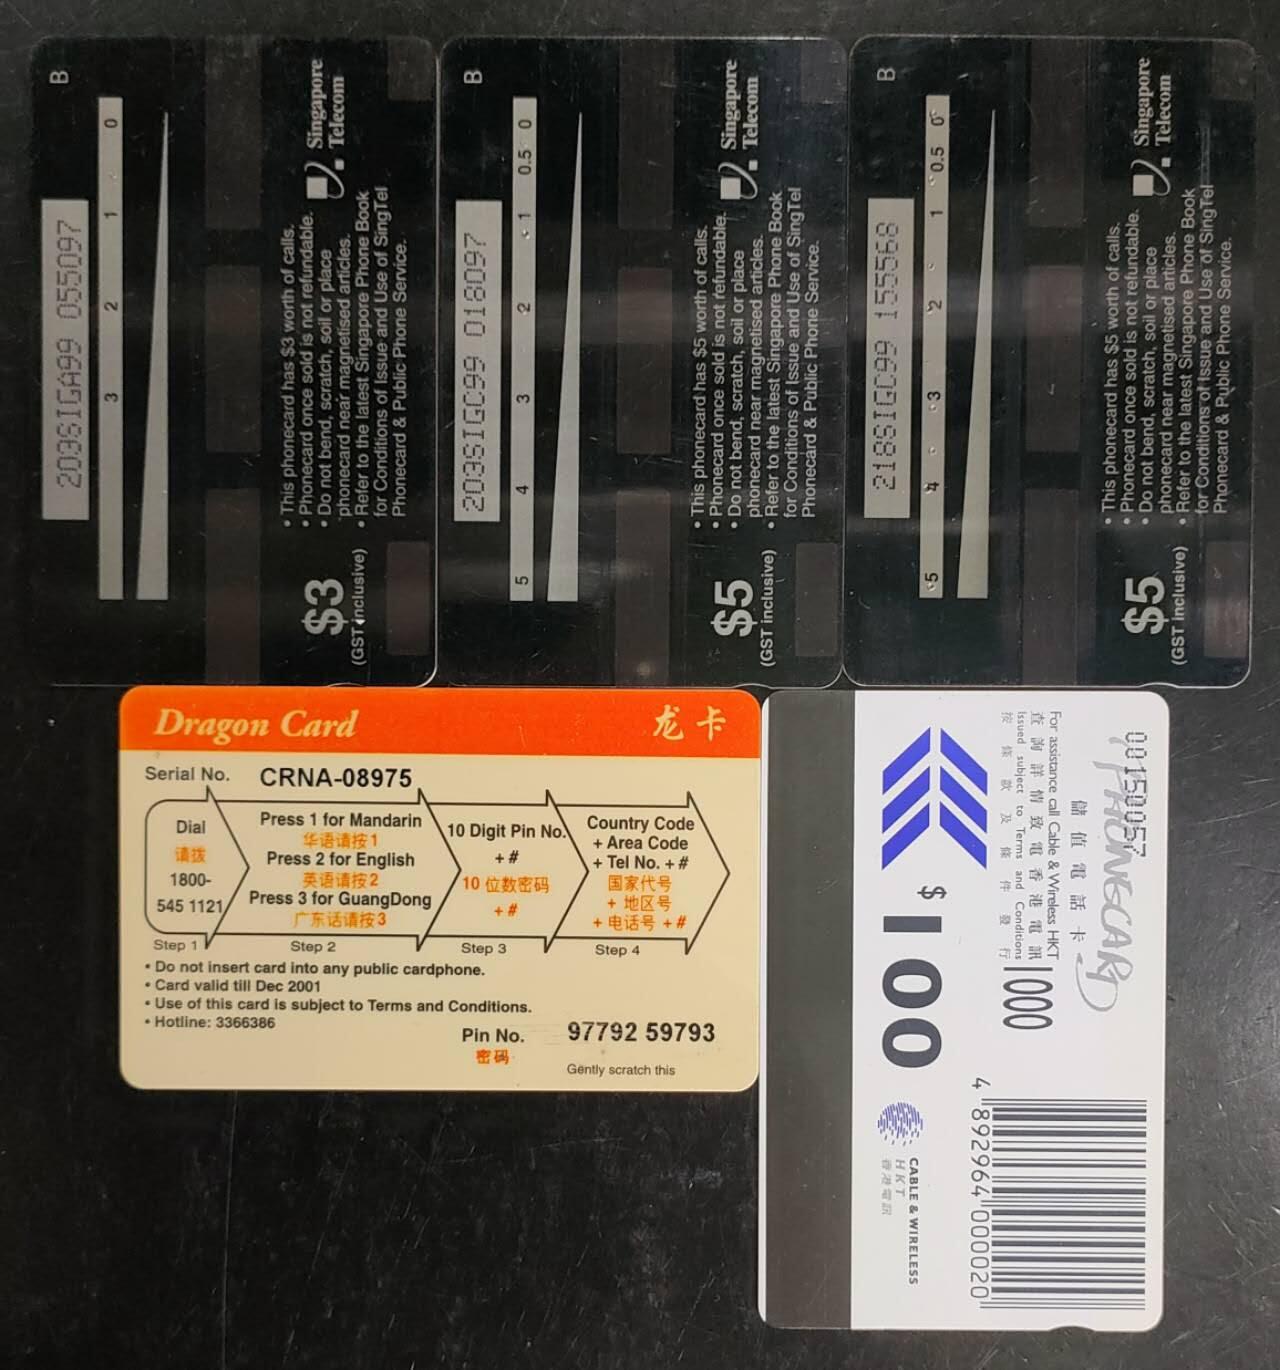 B
0 1 2 3
203SIGA99 055097
Singapore
Telecom
• This phonecard has $3 worth of calls.
• Phonecard once sold is not refundable.
• Do not bend, scratch, soil or place
phonecard near magnetised articles.
• Refer to the latest Singapore Phone Book
for Conditions of Issue and Use of SingTel
Phonecard & Public Phone Service.
$3
(GST inclusive)
B
0 0.5 1 2 3 4 5
203SIGC99 018097
Singapore
Telecom
• This phonecard has $5 worth of calls.
• Phonecard once sold is not refundable.
• Do not bend, scratch, soil or place
phonecard near magnetised articles.
• Refer to the latest Singapore Phone Book
for Conditions of Issue and Use of SingTel
Phonecard & Public Phone Service.
$5
(GST inclusive)
B
0 0.5 1 2 3 4 5
218SIGC99 155568
Singapore
Telecom
• This phonecard has $5 worth of calls.
• Phonecard once sold is not refundable.
• Do not bend, scratch, soil or place
phonecard near magnetised articles.
• Refer to the latest Singapore Phone Book
for Conditions of Issue and Use of SingTel
Phonecard & Public Phone Service.
$5
(GST inclusive)
Dragon Card 龙卡
Serial No. CRNA-08975
Dial
请拨
1800-
545 1121
Step 1
Press 1 for Mandarin
华语请按1
Press 2 for English
英语请按2
Press 3 for GuangDong
广东话请按3
Step 2
10 Digit Pin No.
+ #
10 位数密码
+ #
Step 3
Country Code
+ Area Code
+ Tel No. + #
国家代号
+ 地区号
+ 电话号 + #
Step 4
• Do not insert card into any public cardphone.
• Card valid till Dec 2001
• Use of this card is subject to Terms and Conditions.
• Hotline: 3366386
Pin No. 97792 59793
密码
Gently scratch this
00150057
PHONECARD
儲值電話卡
For assistance call Cable & Wireless HKT 1000
查詢詳情致電香港電訊
Issued subject to Terms and Conditions
按條款及條件發行
$100
CABLE & WIRELESS
HKT
香港電訊
4 892964 000020